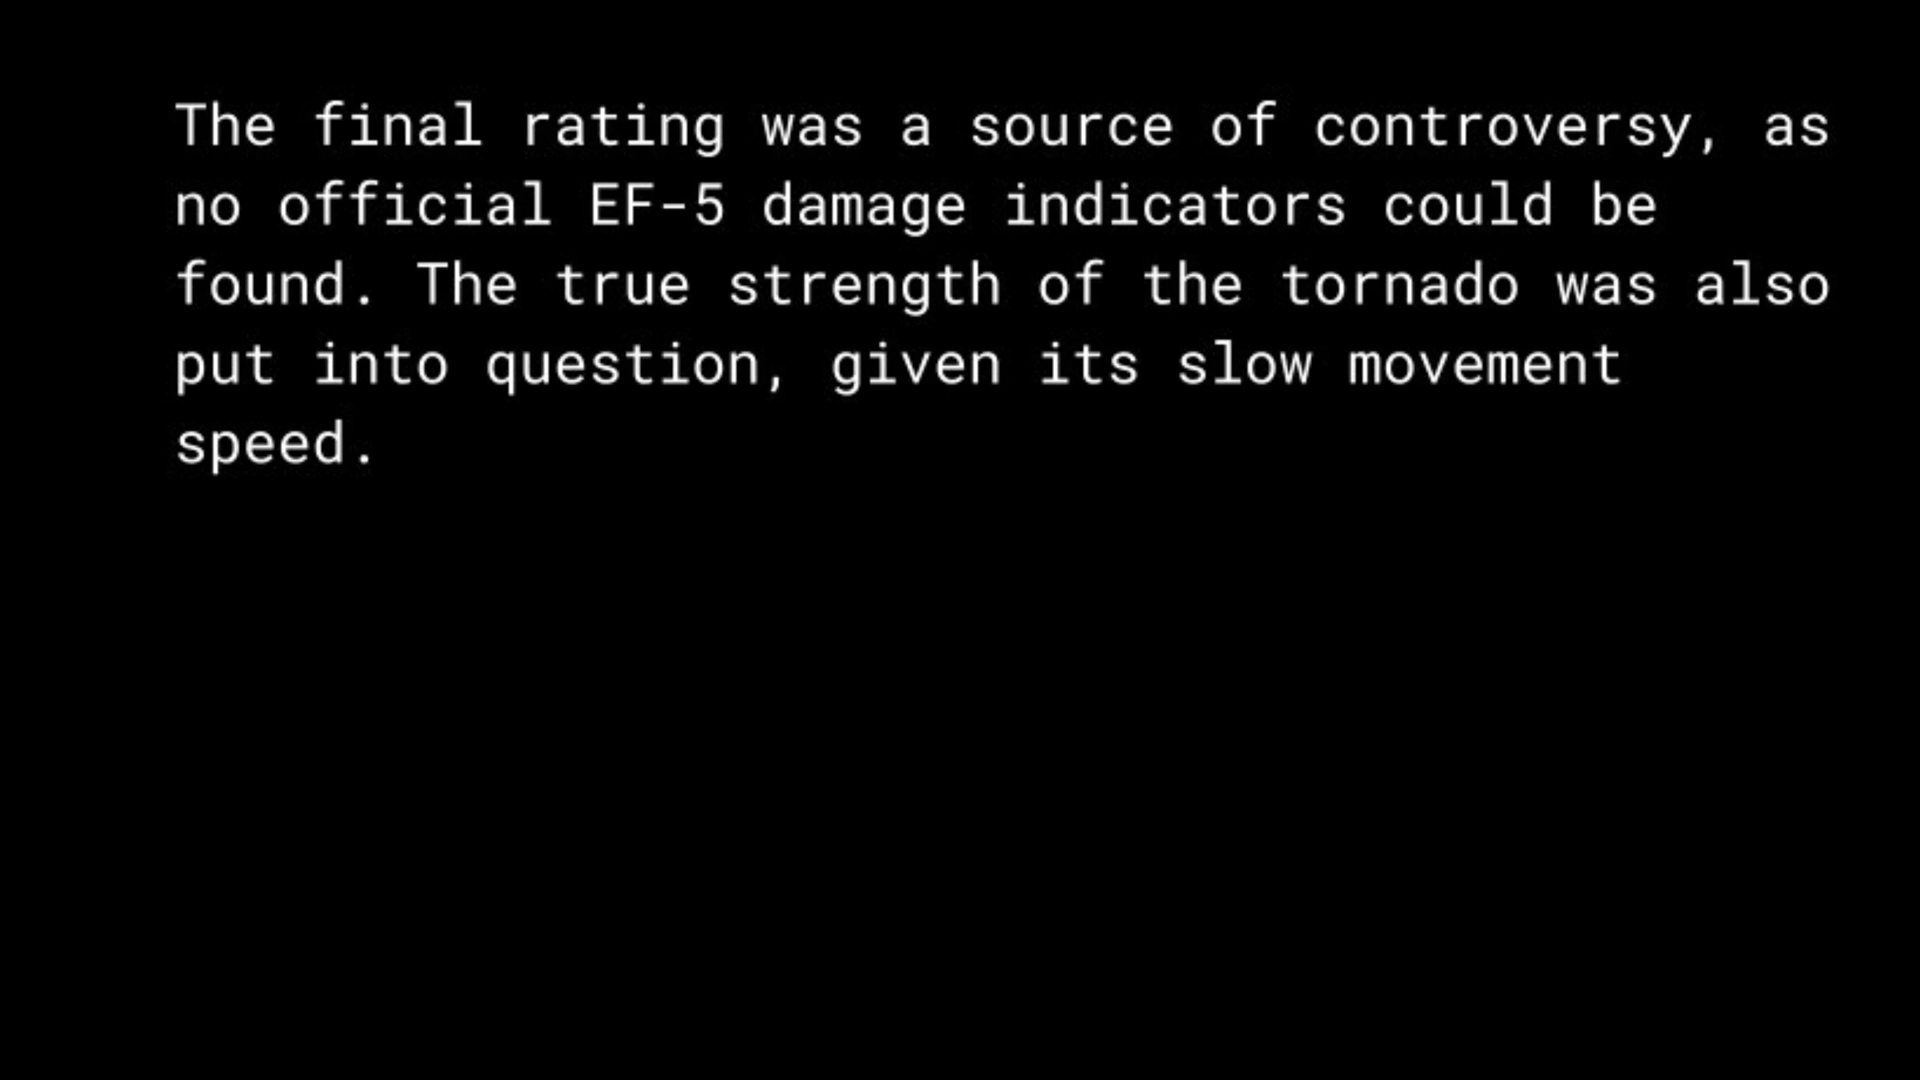 The final rating was a source of controversy, as
no official EF-5 damage indicators could be
found. The true strength of the tornado was also
put into question, given its slow movement
speed.